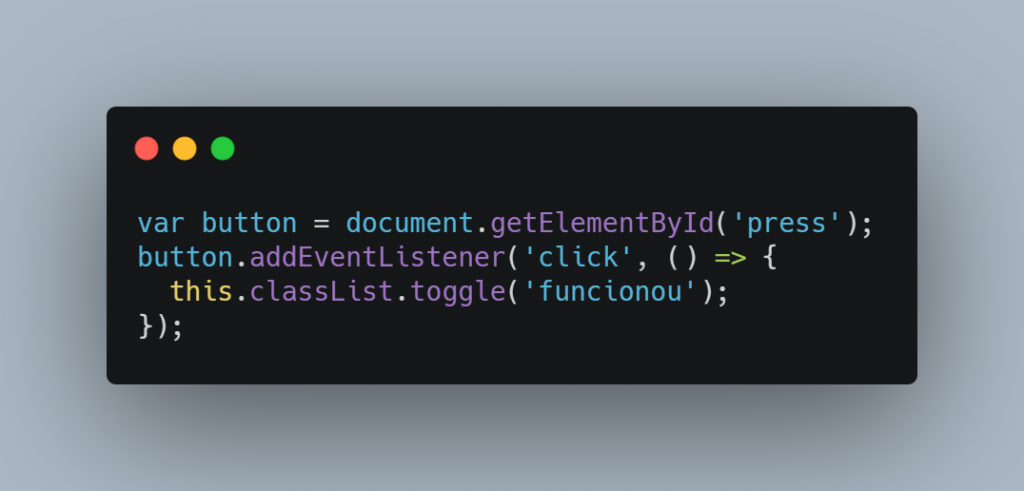 var button = document.getElementById('press');
button.addEventListener('click', () => {
  this.classList.toggle('funcionou');
});